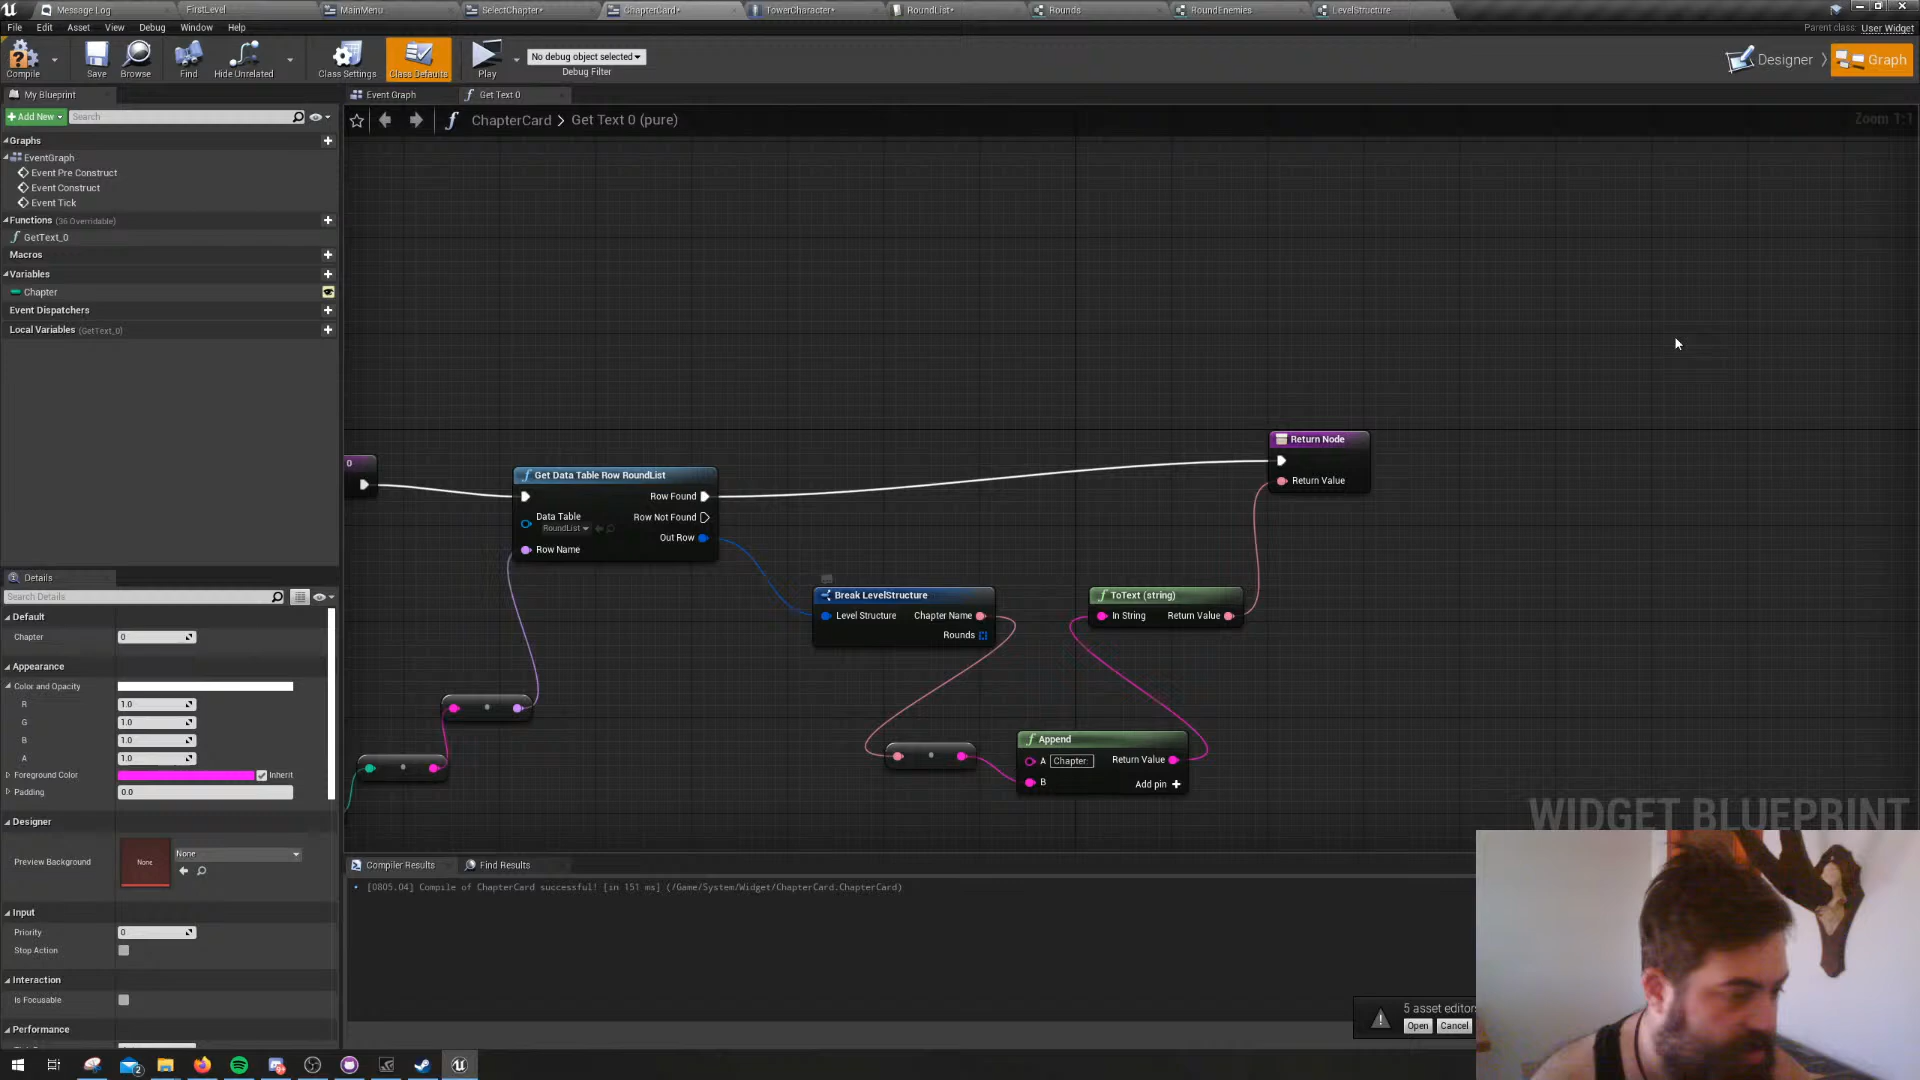 Message Log
FirstLevel
MainMenu
SelectChapter•
ChapterCard•
TowerCharacter•
RoundList•
Rounds
RoundEnemies
LevelStructure
File Edit Asset View Debug Window Help
Parent class: User Widget
Compile
Save
Browse
Find
Hide Unrelated
Class Settings
Class Defaults
Play
No debug object selected
Debug Filter
Designer
Graph
My Blueprint
Event Graph
Get Text 0
Add New
Search
ChapterCard > Get Text 0 (pure)
Zoom 1:1
Graphs
EventGraph
Event Pre Construct
Event Construct
Event Tick
Functions (36 Overridable)
GetText_0
Macros
Variables
Chapter
Event Dispatchers
Local Variables (GetText_0)
0
Get Data Table Row RoundList
Row Found
Data Table
RoundList
Row Not Found
Out Row
Row Name
Return Node
Return Value
Break LevelStructure
Level Structure
Chapter Name
Rounds
ToText (string)
In String
Return Value
Append
A Chapter:
Return Value
B
Add pin
WIDGET BLUEPRINT
Details
Search Details
Default
Chapter 0
Appearance
Color and Opacity
R 1.0
G 1.0
B 1.0
A 1.0
Foreground Color
Inherit
Padding 0.0
Designer
Preview Background
None
None
Input
Priority 0
Stop Action
Interaction
Is Focusable
Performance
Compiler Results
Find Results
[0805.04] Compile of ChapterCard successful! [in 151 ms] (/Game/System/Widget/ChapterCard.ChapterCard)
5 asset editor
Open
Cancel
2